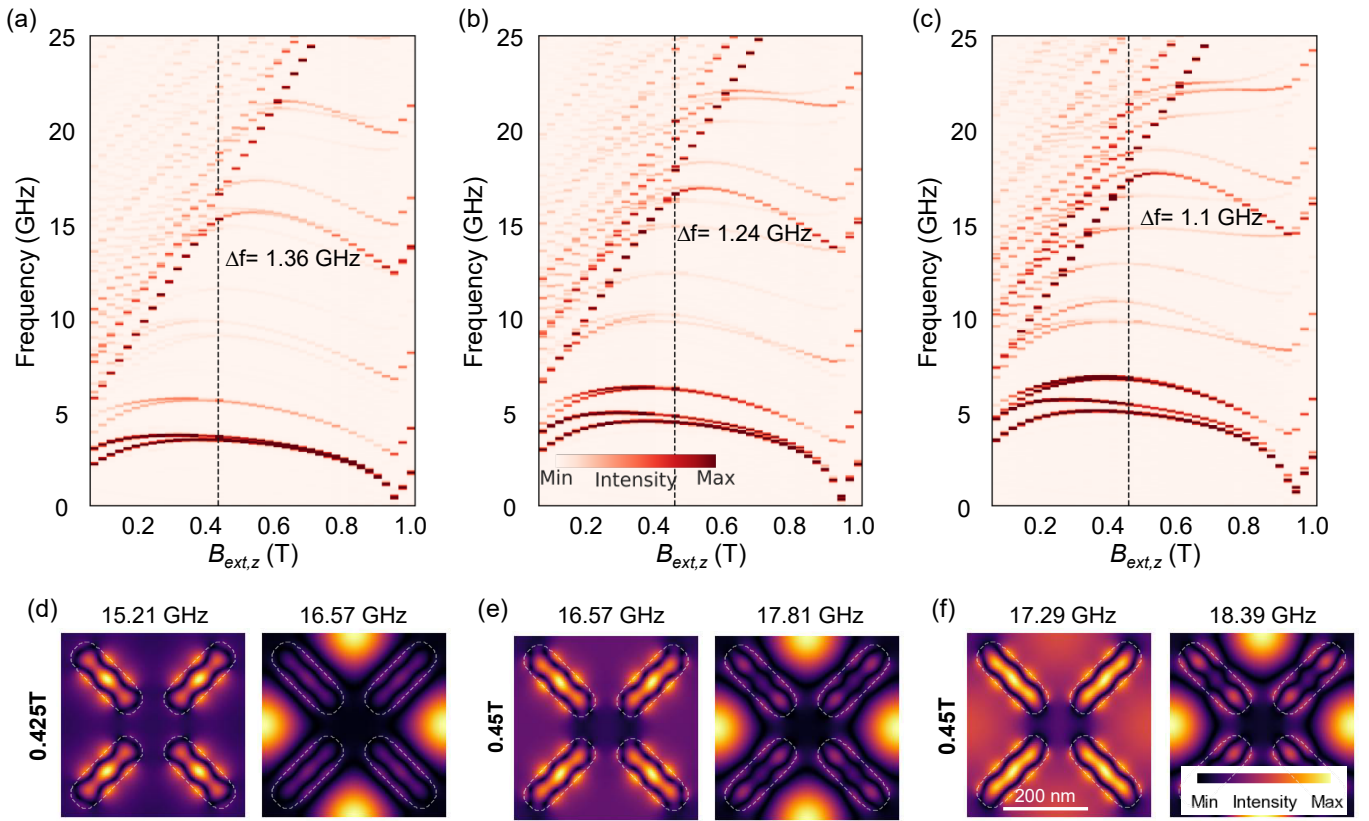 (a)
(b)
(c)
25
20
15
10
5
0
Frequency (GHz)
Δf= 1.36 GHz
0.2 0.4 0.6 0.8 1.0
B_ext,z (T)
25
20
15
10
5
0
Frequency (GHz)
Δf= 1.24 GHz
Min Intensity Max
0.2 0.4 0.6 0.8 1.0
B_ext,z (T)
25
20
15
10
5
0
Frequency (GHz)
Δf= 1.1 GHz
0.2 0.4 0.6 0.8 1.0
B_ext,z (T)
(d)
15.21 GHz
16.57 GHz
0.425T
(e)
16.57 GHz
17.81 GHz
0.45T
(f)
17.29 GHz
18.39 GHz
0.45T
200 nm
Min Intensity Max